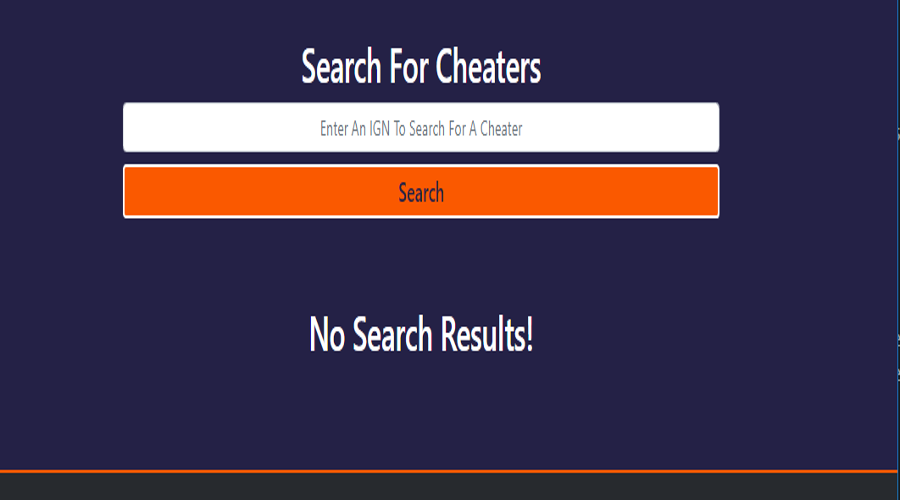 Search For Cheaters
Enter An IGN To Search For A Cheater
Search
No Search Results!